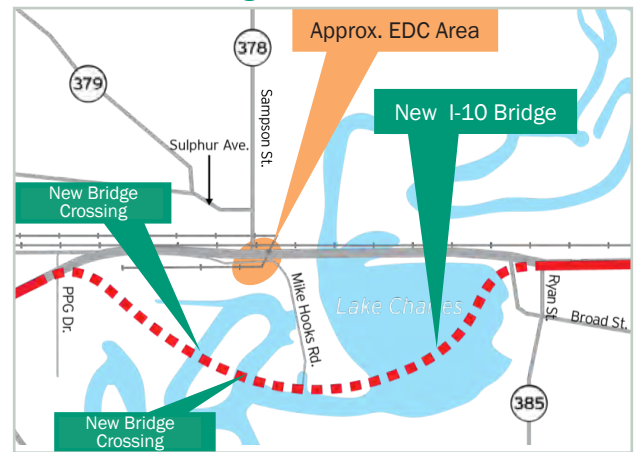 Approx. EDC Area
378
379
Sampson St.
New I-10 Bridge
Sulphur Ave.
New Bridge
Crossing
PPG Dr.
Mike Hooks Rd.
Lake Charles
Ryan St.
Broad St.
385
New Bridge
Crossing